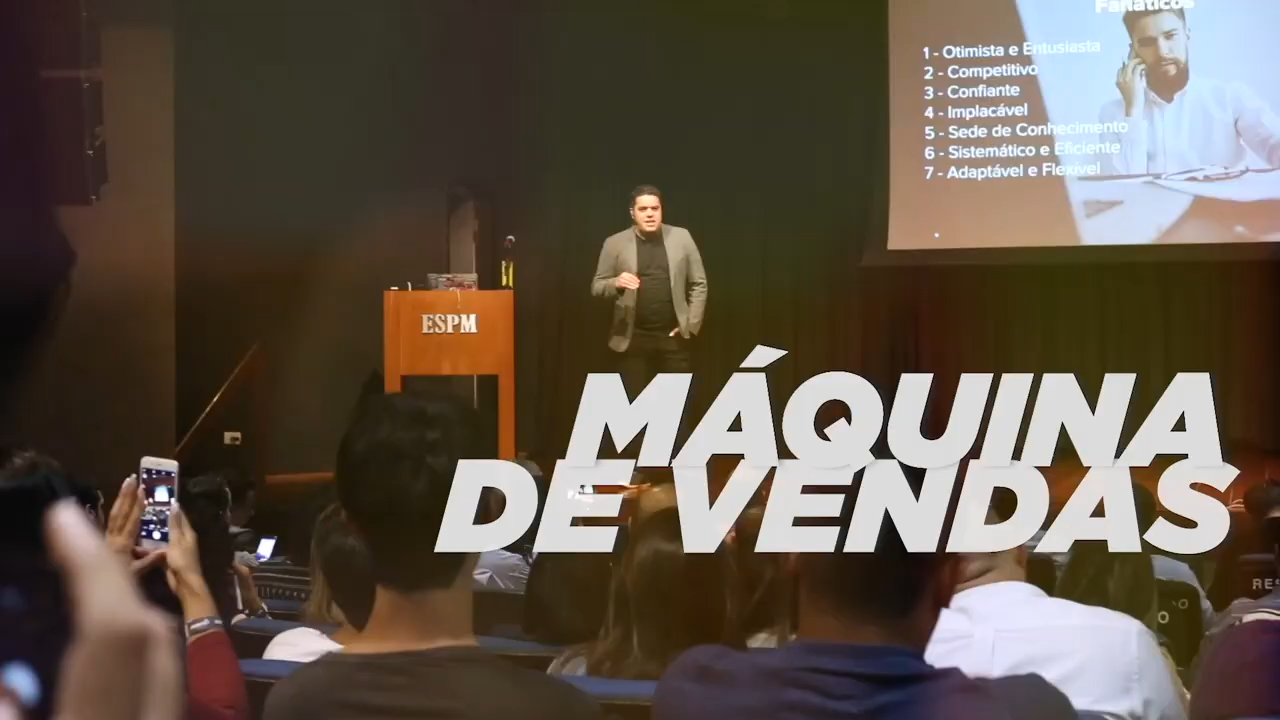 Fanáticos
1 - Otimista e Entusiasta
2 - Competitivo
3 - Confiante
4 - Implacável
5 - Sede de Conhecimento
6 - Sistemático e Eficiente
7 - Adaptável e Flexível
ESPM
MÁQUINA
DE VENDAS